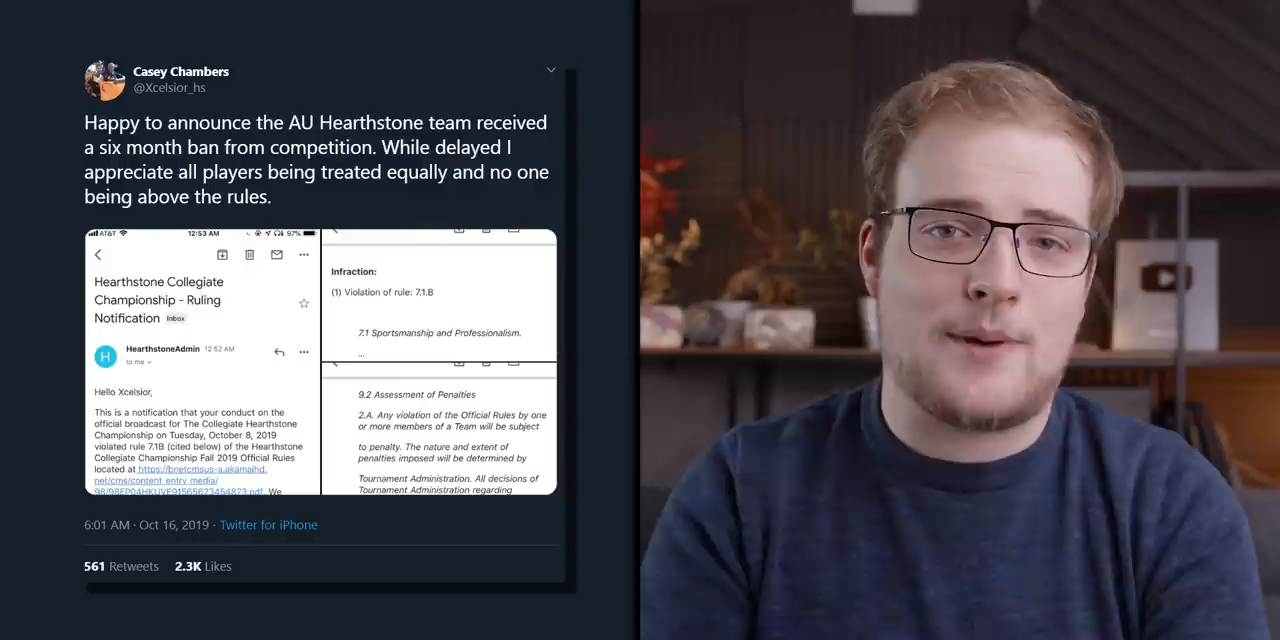 Casey Chambers
@Xcelsior_hs
Happy to announce the AU Hearthstone team received
a six month ban from competition. While delayed I
appreciate all players being treated equally and no one
being above the rules.
AT&T 12:53 AM 97%
Hearthstone Collegiate
Championship - Ruling
Notification Inbox
H
HearthstoneAdmin 12:52 AM
to me
Hello Xcelsior,
This is a notification that your conduct on the
official broadcast for The Collegiate Hearthstone
Championship on Tuesday, October 8, 2019
violated rule 7.1B (cited below) of the Hearthstone
Collegiate Championship Fall 2019 Official Rules
located at https://bnetcmsus-a.akamaihd.
net/cms/content_entry_media/
98/98FP04HKUVE91565623454873.pdf. We
Infraction:
(1) Violation of rule: 7.1.B
7.1 Sportsmanship and Professionalism.
...
9.2 Assessment of Penalties
2.A. Any violation of the Official Rules by one
or more members of a Team will be subject
to penalty. The nature and extent of
penalties imposed will be determined by
Tournament Administration. All decisions of
Tournament Administration regarding
6:01 AM · Oct 16, 2019 · Twitter for iPhone
561 Retweets 2.3K Likes